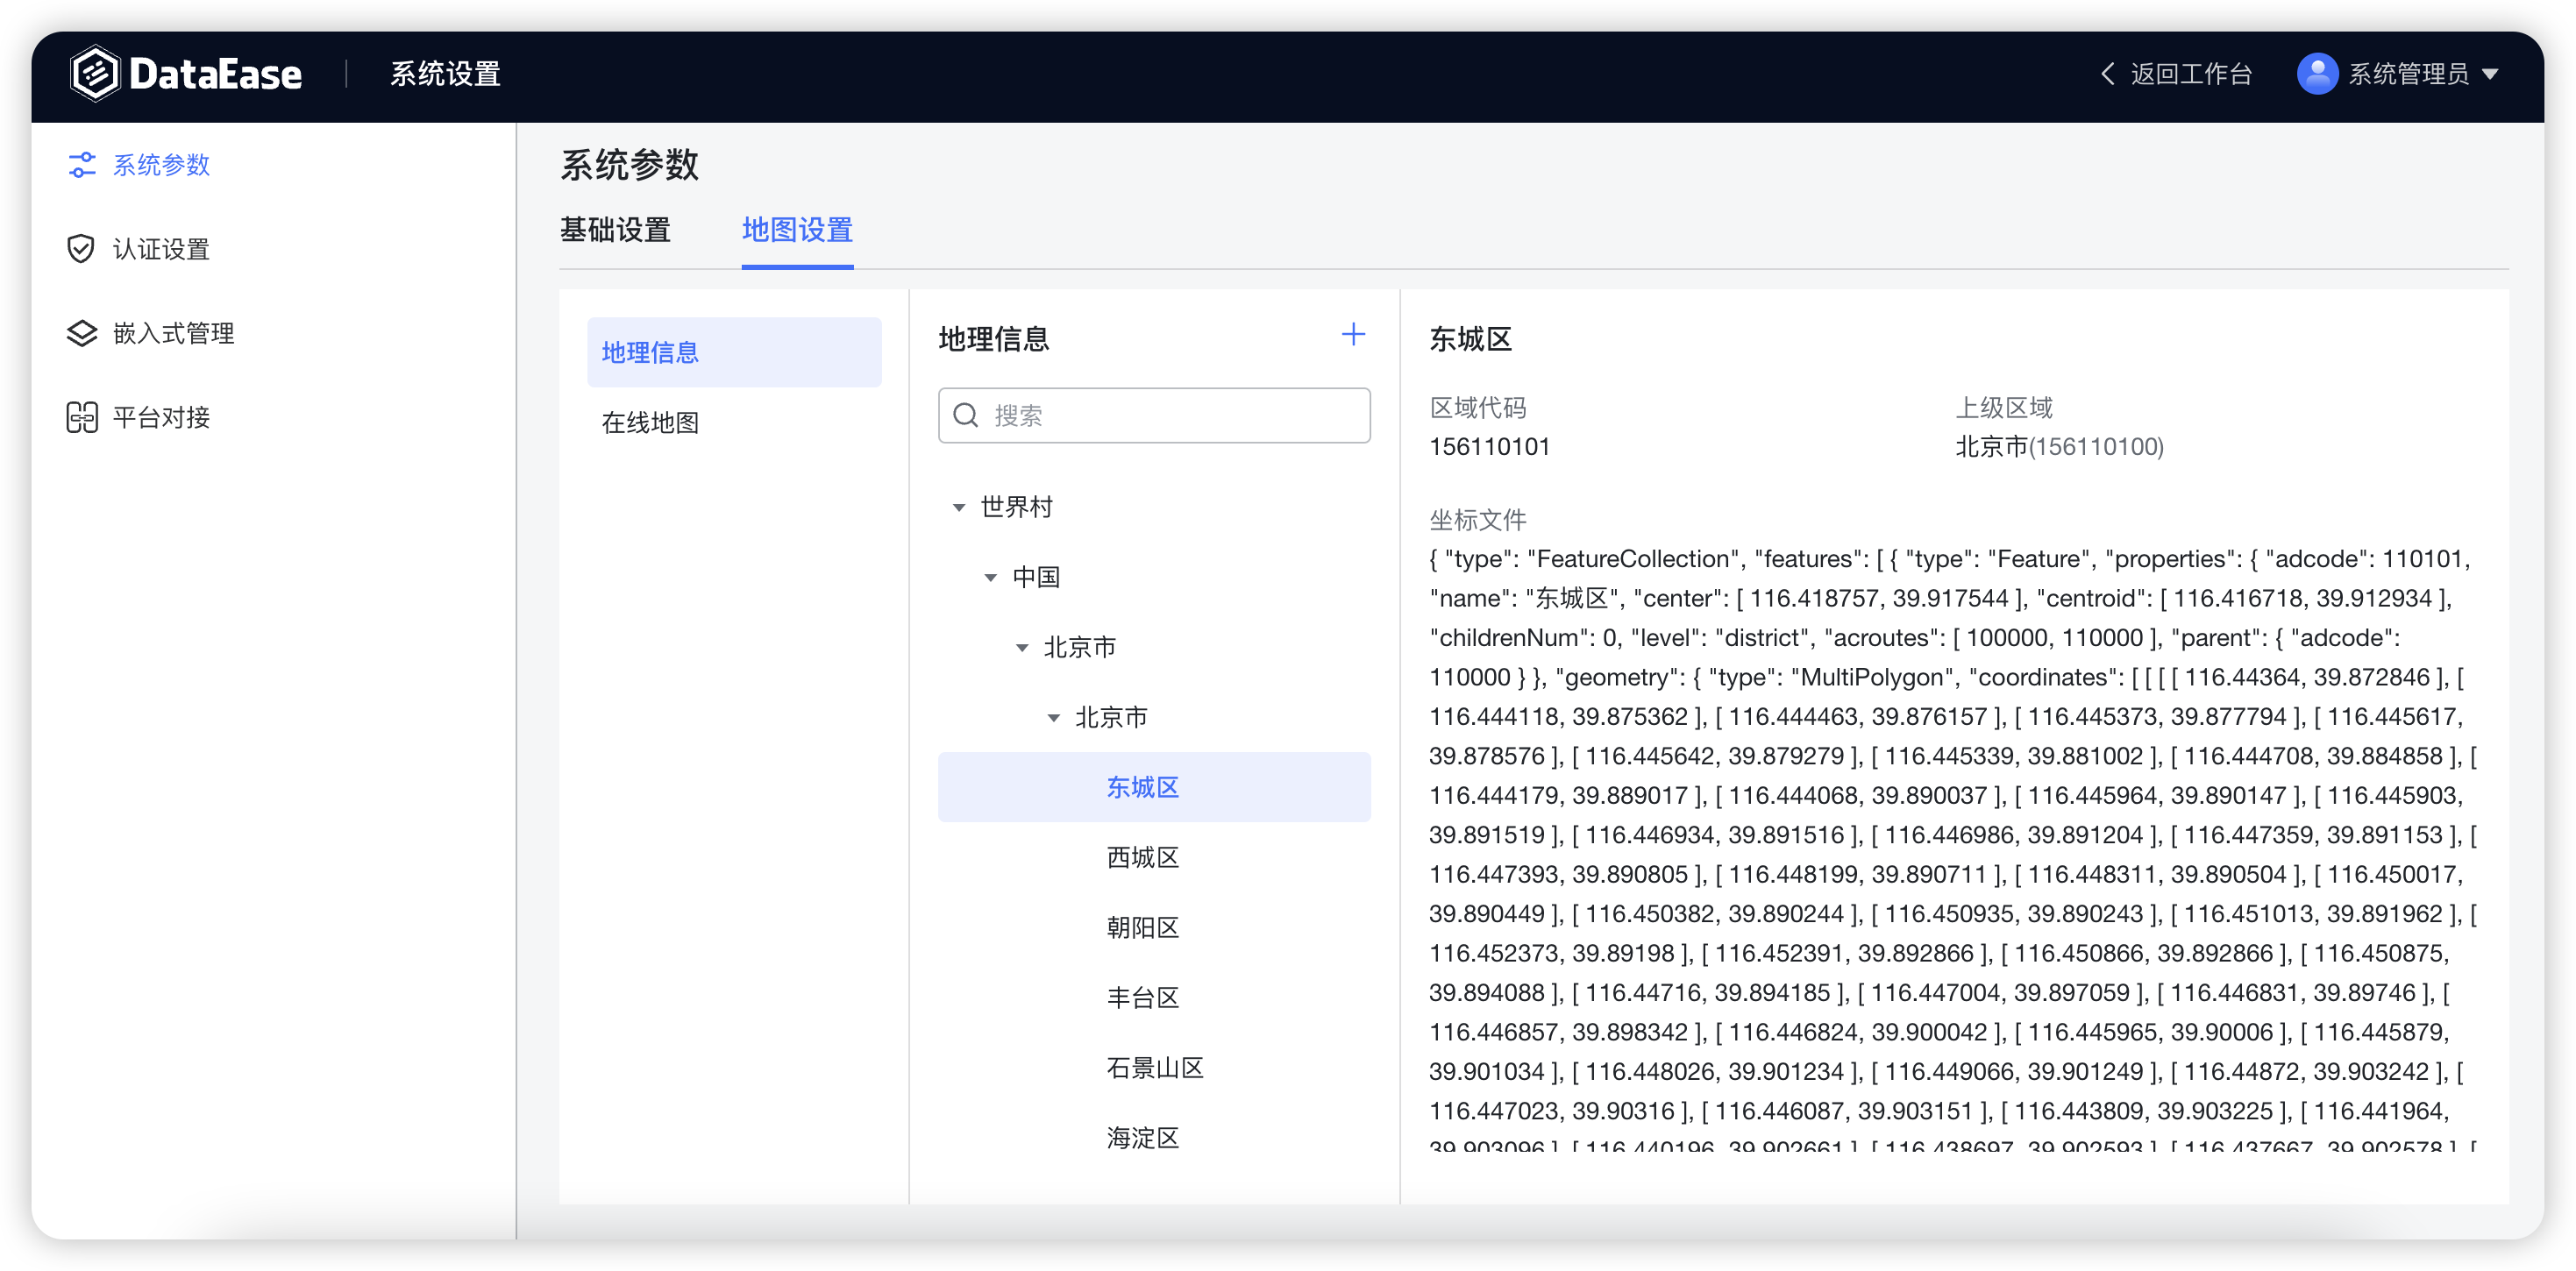 DataEase
系统设置
返回工作台
系统管理员
系统参数
认证设置
嵌入式管理
平台对接
系统参数
基础设置
地图设置
地理信息
在线地图
地理信息
搜索
世界村
中国
北京市
北京市
东城区
西城区
朝阳区
丰台区
石景山区
海淀区
东城区
区域代码
156110101
上级区域
北京市(156110100)
坐标文件
{ "type": "FeatureCollection", "features": [ { "type": "Feature", "properties": { "adcode": 110101,
"name": "东城区", "center": [ 116.418757, 39.917544 ], "centroid": [ 116.416718, 39.912934 ],
"childrenNum": 0, "level": "district", "acroutes": [ 100000, 110000 ], "parent": { "adcode":
110000 } }, "geometry": { "type": "MultiPolygon", "coordinates": [ [ [ [ 116.44364, 39.872846 ], [
116.444118, 39.875362 ], [ 116.444463, 39.876157 ], [ 116.445373, 39.877794 ], [ 116.445617,
39.878576 ], [ 116.445642, 39.879279 ], [ 116.445339, 39.881002 ], [ 116.444708, 39.884858 ], [
116.444179, 39.889017 ], [ 116.444068, 39.890037 ], [ 116.445964, 39.890147 ], [ 116.445903,
39.891519 ], [ 116.446934, 39.891516 ], [ 116.446986, 39.891204 ], [ 116.447359, 39.891153 ], [
116.447393, 39.890805 ], [ 116.448199, 39.890711 ], [ 116.448311, 39.890504 ], [ 116.450017,
39.890449 ], [ 116.450382, 39.890244 ], [ 116.450935, 39.890243 ], [ 116.451013, 39.891962 ], [
116.452373, 39.89198 ], [ 116.452391, 39.892866 ], [ 116.450866, 39.892866 ], [ 116.450875,
39.894088 ], [ 116.44716, 39.894185 ], [ 116.447004, 39.897059 ], [ 116.446831, 39.89746 ], [
116.446857, 39.898342 ], [ 116.446824, 39.900042 ], [ 116.445965, 39.90006 ], [ 116.445879,
39.901034 ], [ 116.448026, 39.901234 ], [ 116.449066, 39.901249 ], [ 116.44872, 39.903242 ], [
116.447023, 39.90316 ], [ 116.446087, 39.903151 ], [ 116.443809, 39.903225 ], [ 116.441964,
39.903096 ], [ 116.440196, 39.902661 ], [ 116.438697, 39.902593 ], [ 116.437667, 39.902578 ], [